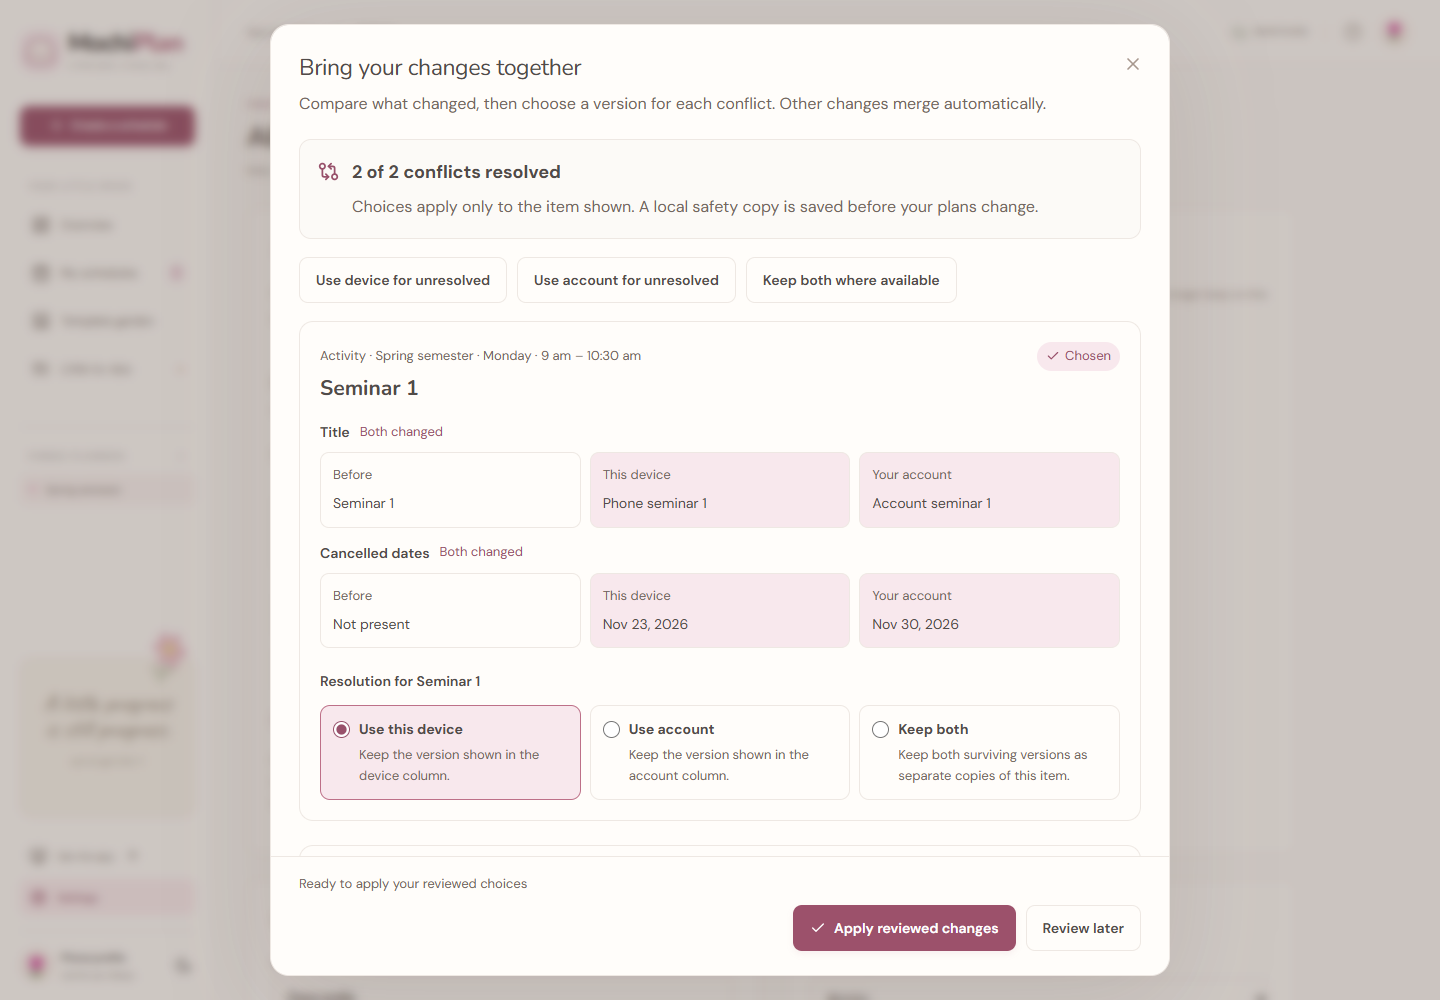 Bring your changes together
Compare what changed, then choose a version for each conflict. Other changes merge automatically.
2 of 2 conflicts resolved
Choices apply only to the item shown. A local safety copy is saved before your plans change.
Use device for unresolved
Use account for unresolved
Keep both where available
Activity · Spring semester · Monday · 9 am – 10:30 am
Chosen
Seminar 1
Title Both changed
Before
Seminar 1
This device
Phone seminar 1
Your account
Account seminar 1
Cancelled dates Both changed
Before
Not present
This device
Nov 23, 2026
Your account
Nov 30, 2026
Resolution for Seminar 1
Use this device
Keep the version shown in the
device column.
Use account
Keep the version shown in the
account column.
Keep both
Keep both surviving versions as
separate copies of this item.
Ready to apply your reviewed choices
Apply reviewed changes
Review later